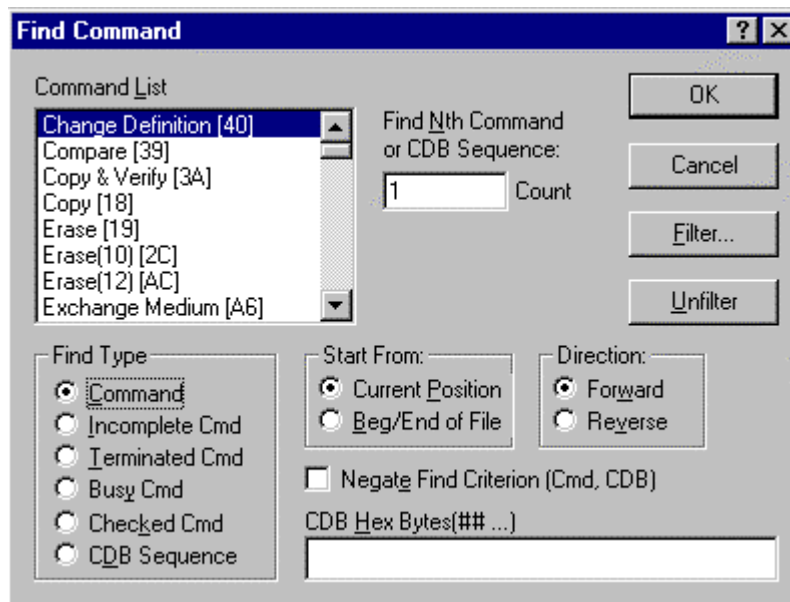 Find Command
Command List
Change Definition [40]
Compare [39]
Copy & Verify [3A]
Copy [18]
Erase [19]
Erase(10) [2C]
Erase(12) [AC]
Exchange Medium [A6]
Find Nth Command
or CDB Sequence:
1 Count
OK
Cancel
Filter...
Unfilter
Find Type
Command
Incomplete Cmd
Terminated Cmd
Busy Cmd
Checked Cmd
CDB Sequence
Start From:
Current Position
Beg/End of File
Direction:
Forward
Reverse
Negate Find Criterion (Cmd, CDB)
CDB Hex Bytes(## ...)